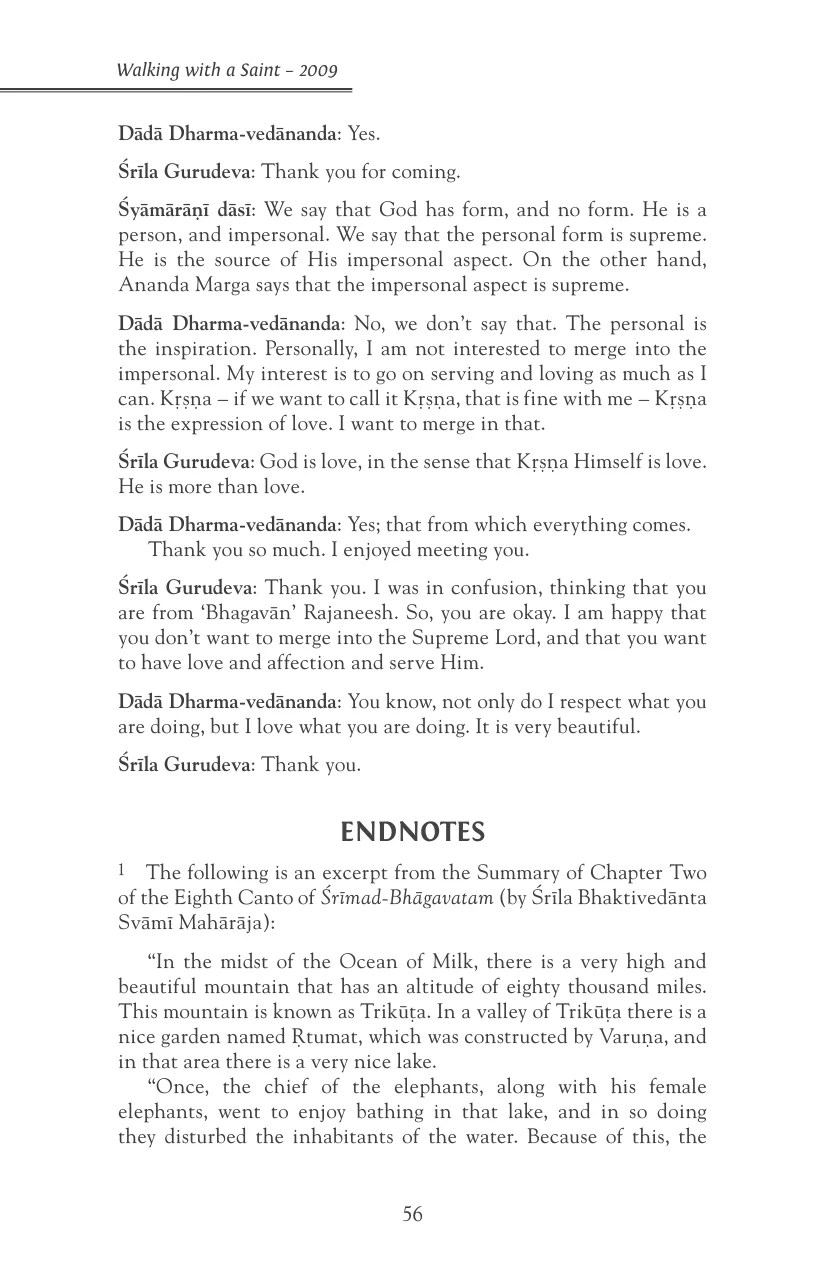 Walking with a Saint – 2009
Dādā Dharma-vedānanda: Yes.
Śrīla Gurudeva: Thank you for coming.
Śyāmārāṇī dāsī: We say that God has form, and no form. He is a
person, and impersonal. We say that the personal form is supreme.
He is the source of His impersonal aspect. On the other hand,
Ananda Marga says that the impersonal aspect is supreme.
Dādā Dharma-vedānanda: No, we don’t say that. The personal is
the inspiration. Personally, I am not interested to merge into the
impersonal. My interest is to go on serving and loving as much as I
can. Kṛṣṇa – if we want to call it Kṛṣṇa, that is fine with me – Kṛṣṇa
is the expression of love. I want to merge in that.
Śrīla Gurudeva: God is love, in the sense that Kṛṣṇa Himself is love.
He is more than love.
Dādā Dharma-vedānanda: Yes; that from which everything comes.
Thank you so much. I enjoyed meeting you.
Śrīla Gurudeva: Thank you. I was in confusion, thinking that you
are from ‘Bhagavān’ Rajaneesh. So, you are okay. I am happy that
you don’t want to merge into the Supreme Lord, and that you want
to have love and affection and serve Him.
Dādā Dharma-vedānanda: You know, not only do I respect what you
are doing, but I love what you are doing. It is very beautiful.
Śrīla Gurudeva: Thank you.
ENDNOTES
1 The following is an excerpt from the Summary of Chapter Two
of the Eighth Canto of Śrīmad-Bhāgavatam (by Śrīla Bhaktivedānta
Svāmī Mahārāja):
“In the midst of the Ocean of Milk, there is a very high and
beautiful mountain that has an altitude of eighty thousand miles.
This mountain is known as Trikūṭa. In a valley of Trikūṭa there is a
nice garden named Ṛtumat, which was constructed by Varuṇa, and
in that area there is a very nice lake.
“Once, the chief of the elephants, along with his female
elephants, went to enjoy bathing in that lake, and in so doing
they disturbed the inhabitants of the water. Because of this, the
56